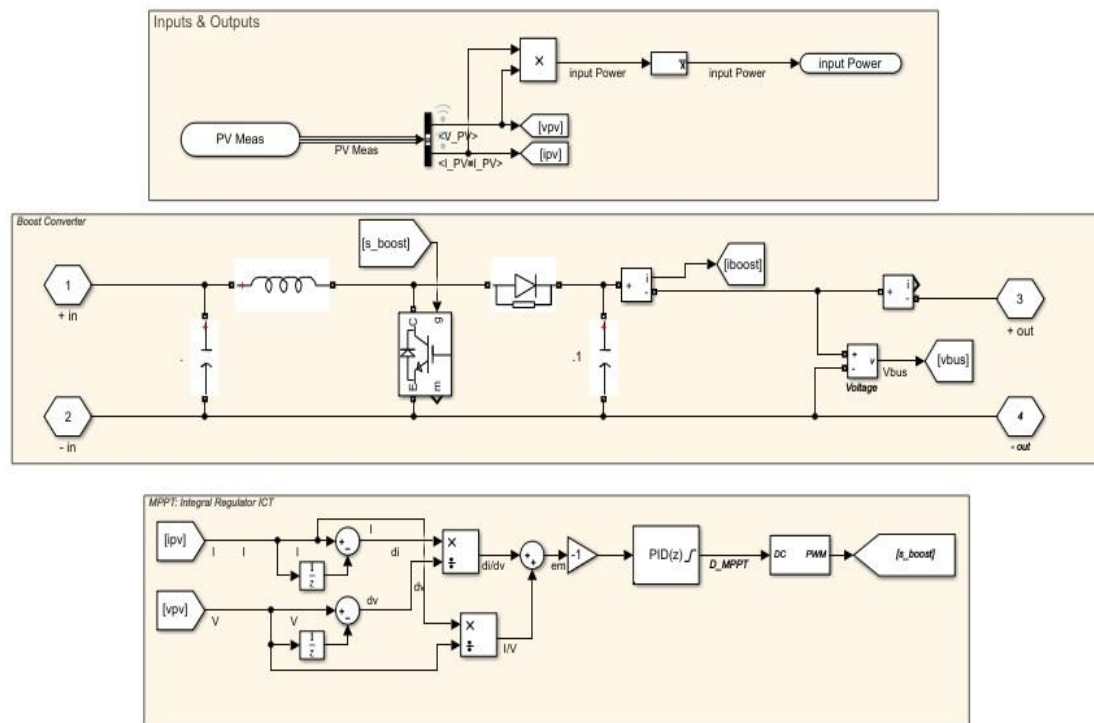 Inputs & Outputs
×
input Power
x̄
input Power
input Power
PV Meas
PV Meas
<V_PV>
[vpv]
<I_PV=I_PV>
[ipv]
Boost Converter
[s_boost]
1
+ in
+
+
C
g
E
m
+
i
-
[iboost]
+
.1
+
i
-
3
+ out
+
-
v
Vbus
[vbus]
Voltage
2
- in
4
- out
MPPT: Integral Regulator ICT
[ipv]
I
I
I
I
1
z
+
-
di
×
÷
di/dv
+
+
em
-1
PID(z)
D_MPPT
DC
PWM
[s_boost]
[vpv]
V
V
1
z
+
-
dv
dv
×
÷
I/V